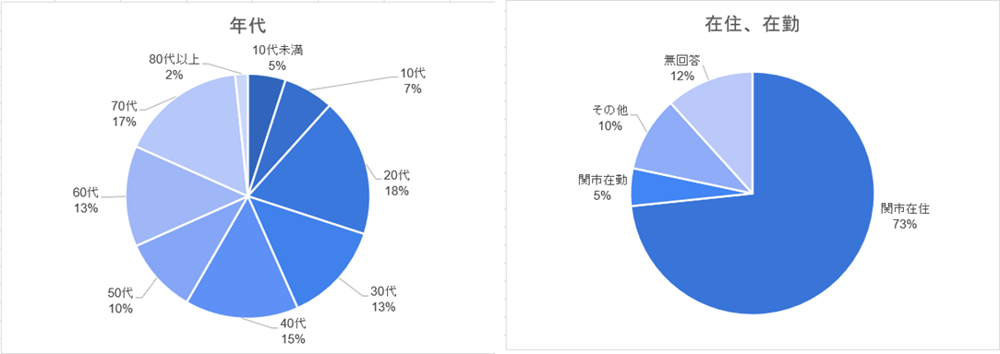 年代
10代未満
5%
10代
7%
20代
18%
30代
13%
40代
15%
50代
10%
60代
13%
70代
17%
80代以上
2%
在住、在勤
関市在住
73%
関市在勤
5%
その他
10%
無回答
12%